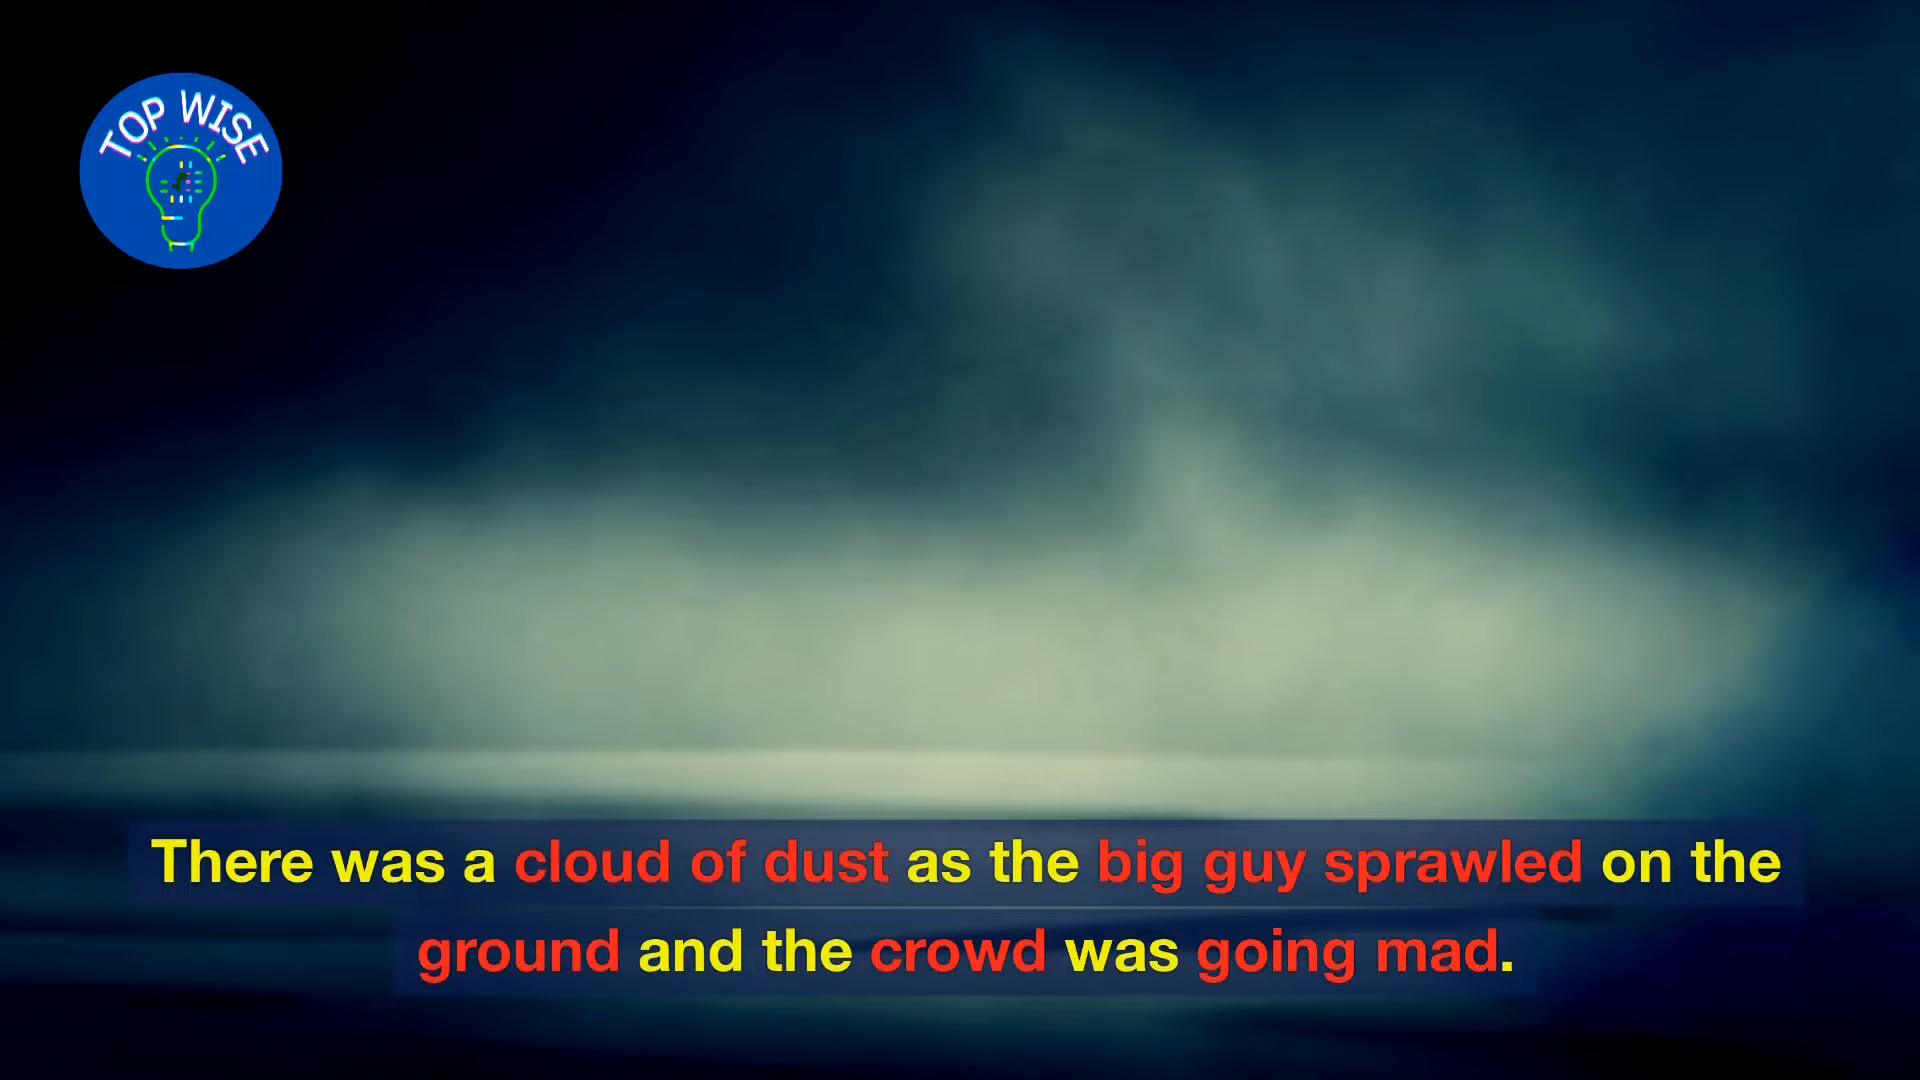 TOP WISE
There was a cloud of dust as the big guy sprawled on the
ground and the crowd was going mad.